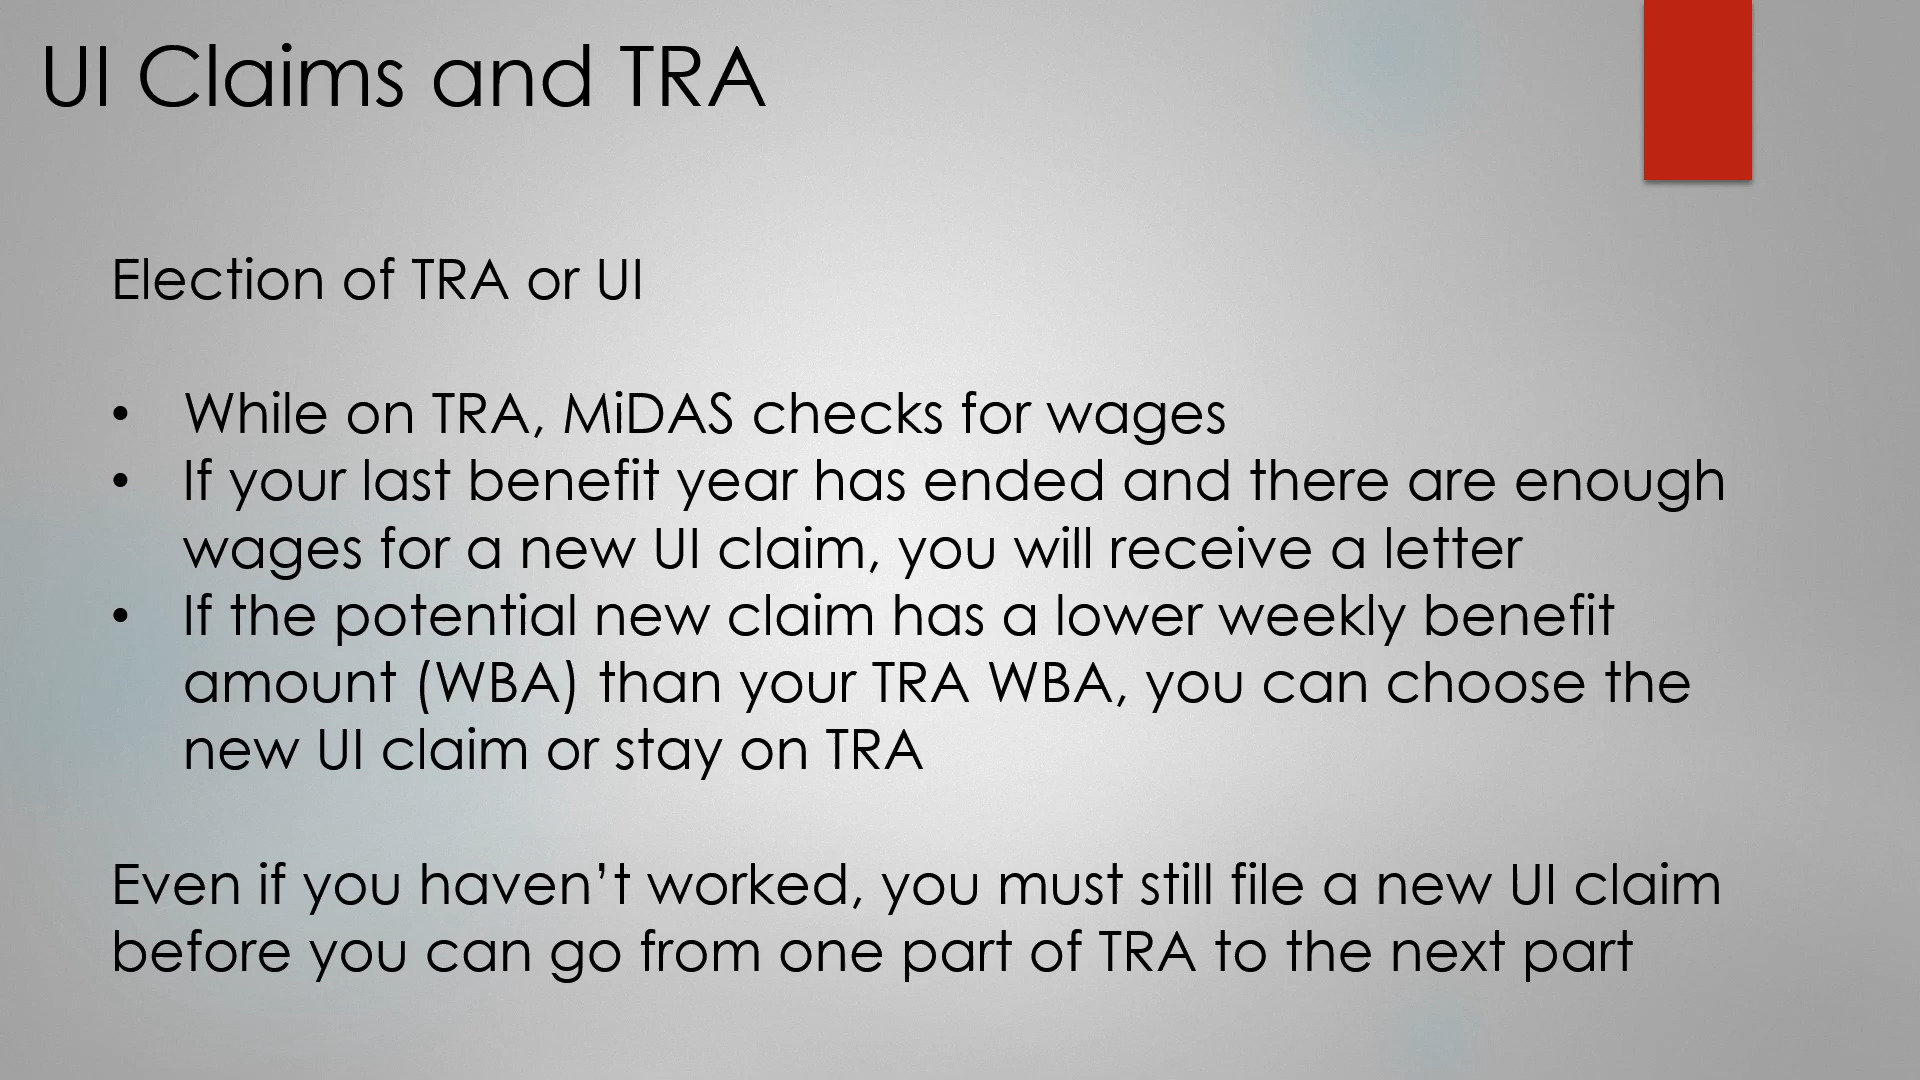 UI Claims and TRA
Election of TRA or UI
• While on TRA, MiDAS checks for wages
• If your last benefit year has ended and there are enough
wages for a new UI claim, you will receive a letter
• If the potential new claim has a lower weekly benefit
amount (WBA) than your TRA WBA, you can choose the
new UI claim or stay on TRA
Even if you haven’t worked, you must still file a new UI claim
before you can go from one part of TRA to the next part